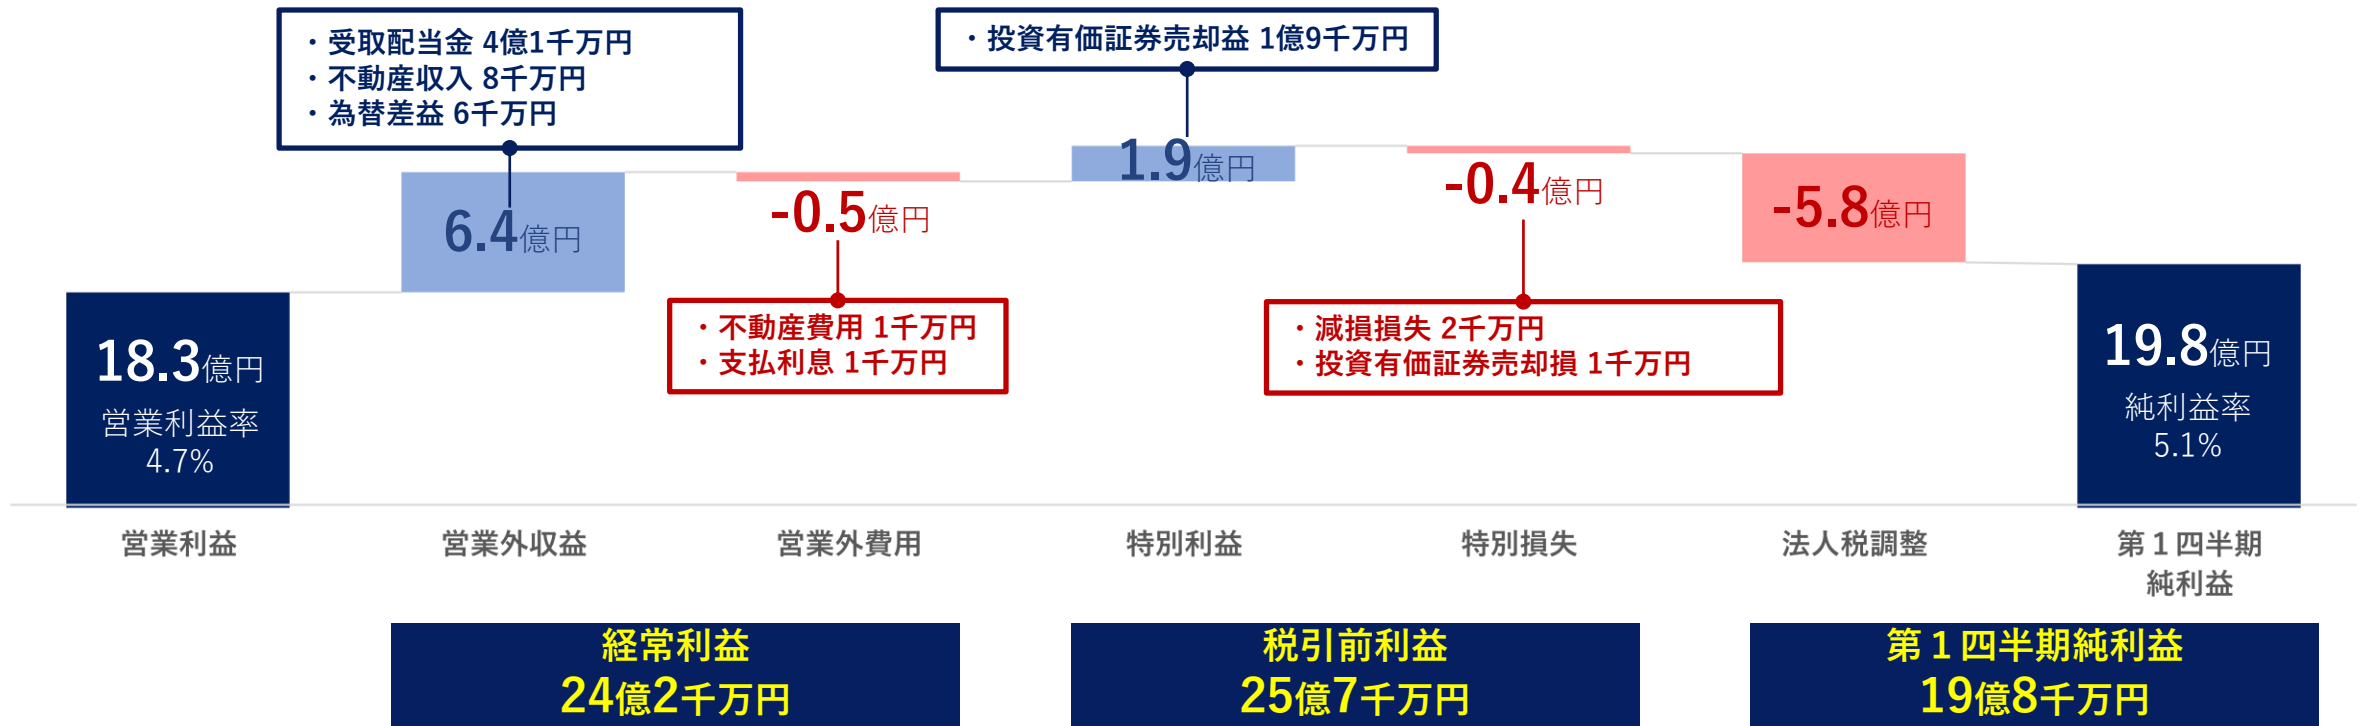 ・受取配当金 4億1千万円
・不動産収入 8千万円
・為替差益 6千万円
・投資有価証券売却益 1億9千万円
18.3億円
営業利益率
4.7%
6.4億円
-0.5億円
・不動産費用 1千万円
・支払利息 1千万円
1.9億円
-0.4億円
・減損損失 2千万円
・投資有価証券売却損 1千万円
-5.8億円
19.8億円
純利益率
5.1%
営業利益
営業外収益
営業外費用
特別利益
特別損失
法人税調整
第1四半期
純利益
経常利益
24億2千万円
税引前利益
25億7千万円
第1四半期純利益
19億8千万円